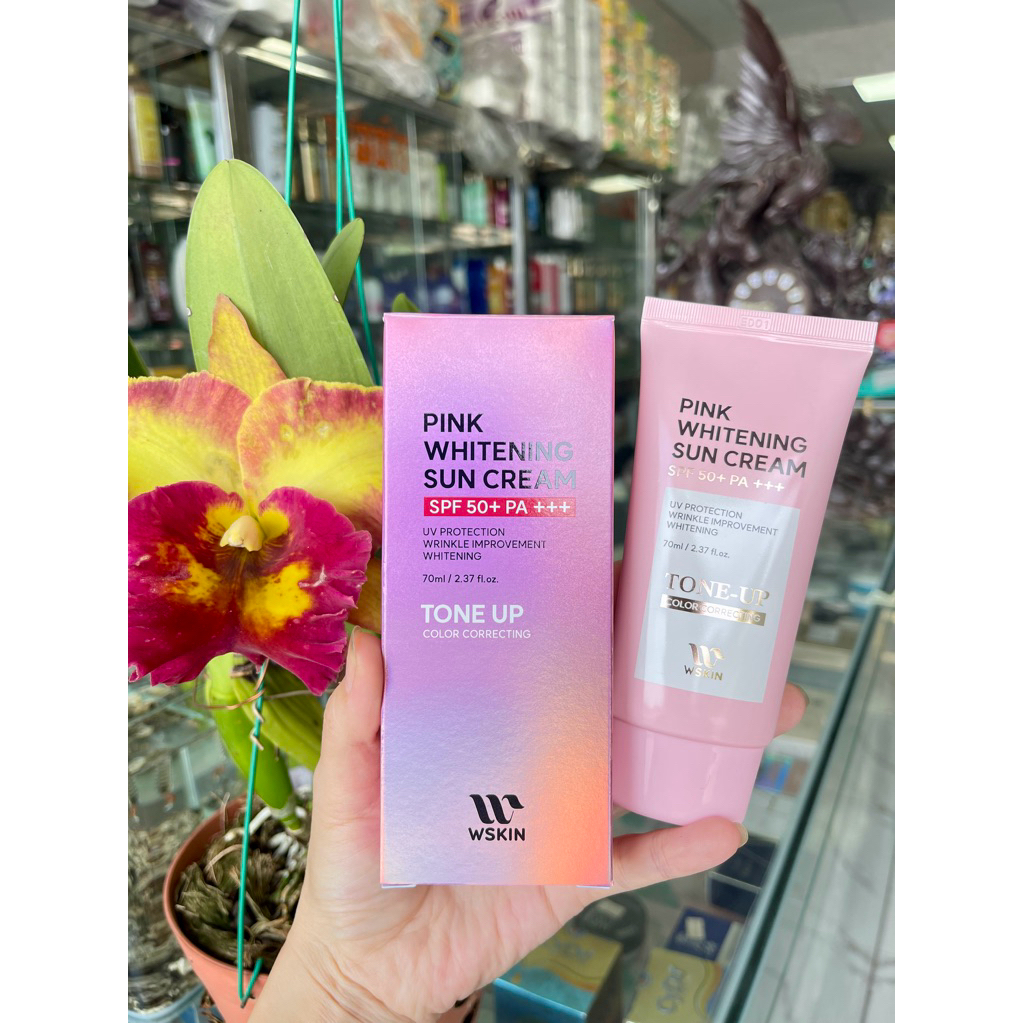 PINK
WHITENING
SUN CREAM
SPF 50+ PA +++
UV PROTECTION
WRINKLE IMPROVEMENT
WHITENING
70ml / 2.37 fl.oz.
TONE UP
COLOR CORRECTING
WSKIN
PINK
WHITENING
SUN CREAM
SPF 50+ PA +++
UV PROTECTION
WRINKLE IMPROVEMENT
WHITENING
70ml / 2.37 fl.oz.
TONE-UP
COLOR CORRECTING
WSKIN